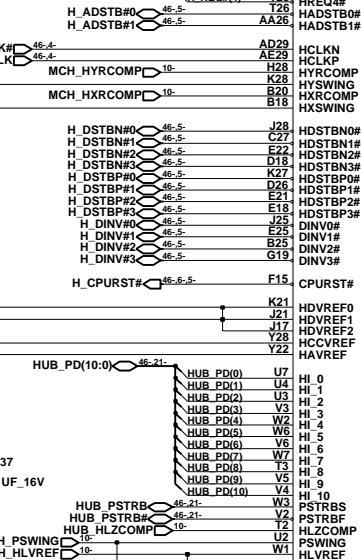 HREQ4#
H_ADSTB#0 46-,5- T26 HADSTB0#
H_ADSTB#1 46-,5- AA26 HADSTB1#
K# 46-,4- AD29 HCLKN
LK 46-,4- AE29 HCLKP
MCH_HYRCOMP 10- H28 HYRCOMP
K28 HYSWING
MCH_HXRCOMP 10- B20 HXRCOMP
B18 HXSWING
H_DSTBN#0 46-,5- J28 HDSTBN0#
H_DSTBN#1 46-,5- C27 HDSTBN1#
H_DSTBN#2 46-,5- E22 HDSTBN2#
H_DSTBN#3 46-,5- D18 HDSTBN3#
H_DSTBP#0 46-,5- K27 HDSTBP0#
H_DSTBP#1 46-,5- D26 HDSTBP1#
H_DSTBP#2 46-,5- E21 HDSTBP2#
H_DSTBP#3 46-,5- E18 HDSTBP3#
H_DINV#0 46-,5- J25 DINV0#
H_DINV#1 46-,5- E25 DINV1#
H_DINV#2 46-,5- B25 DINV2#
H_DINV#3 46-,5- G19 DINV3#
H_CPURST# 46-,6-,5- F15 CPURST#
K21 HDVREF0
J21 HDVREF1
J17 HDVREF2
Y28 HCCVREF
Y22 HAVREF
HUB_PD(10:0) 46-,21-
HUB_PD(0) U7 HI_0
HUB_PD(1) U4 HI_1
HUB_PD(2) U3 HI_2
HUB_PD(3) V3 HI_3
HUB_PD(4) W2 HI_4
HUB_PD(5) W6 HI_5
HUB_PD(6) V6 HI_6
HUB_PD(7) W7 HI_7
37 HUB_PD(8) T3 HI_8
HUB_PD(9) V5 HI_9
UF_16V HUB_PD(10) V4 HI_10
HUB_PSTRB 46-,21- W3 PSTRBS
HUB_PSTRB# 46-,21- V2 PSTRBF
HUB_HLZCOMP 10- T2 HLZCOMP
H_PSWING 10- U2 PSWING
H_HLVREF 10- W1 HLVREF